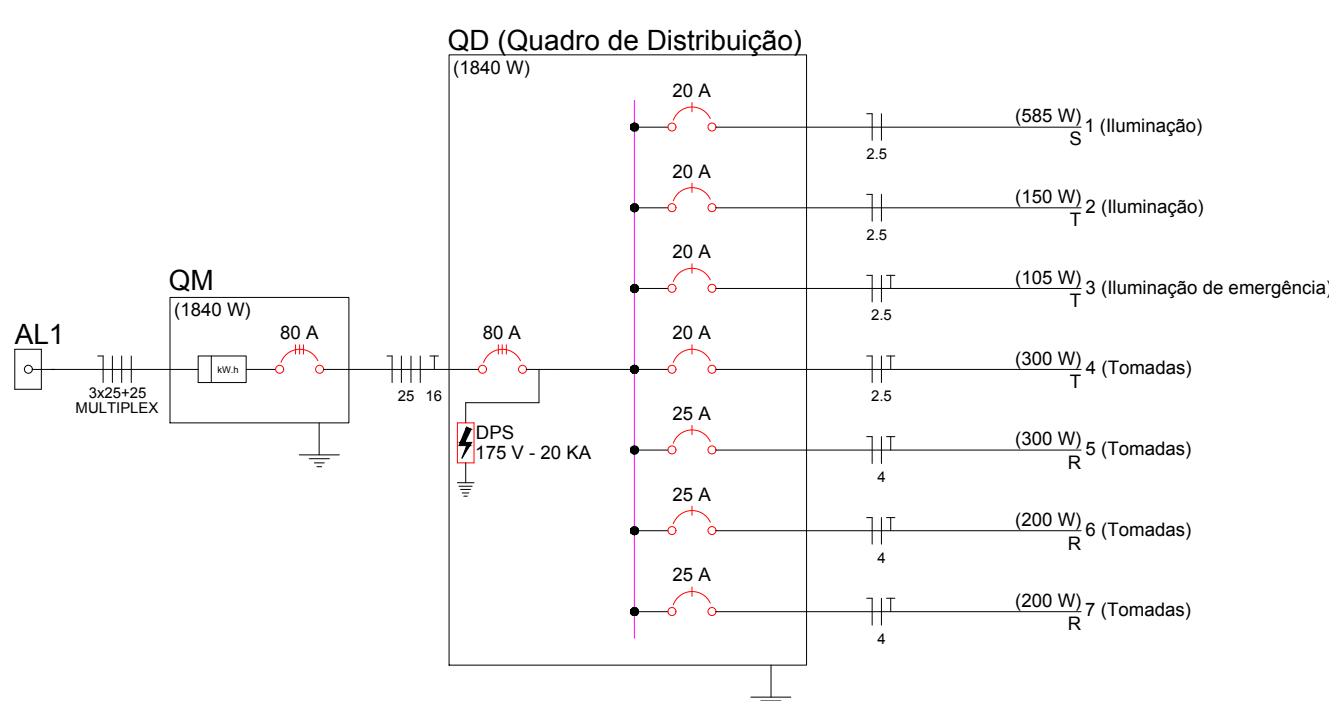 QD (Quadro de Distribuição)
(1840 W)
20 A
2.5
(585 W)
S
1 (Iluminação)
20 A
2.5
(150 W)
T
2 (Iluminação)
20 A
2.5
(105 W)
T
3 (Iluminação de emergência)
QM
(1840 W)
AL1
3x25+25
MULTIPLEX
kW.h
80 A
25 16
80 A
DPS
175 V - 20 KA
20 A
2.5
(300 W)
T
4 (Tomadas)
25 A
4
(300 W)
R
5 (Tomadas)
25 A
4
(200 W)
R
6 (Tomadas)
25 A
4
(200 W)
R
7 (Tomadas)